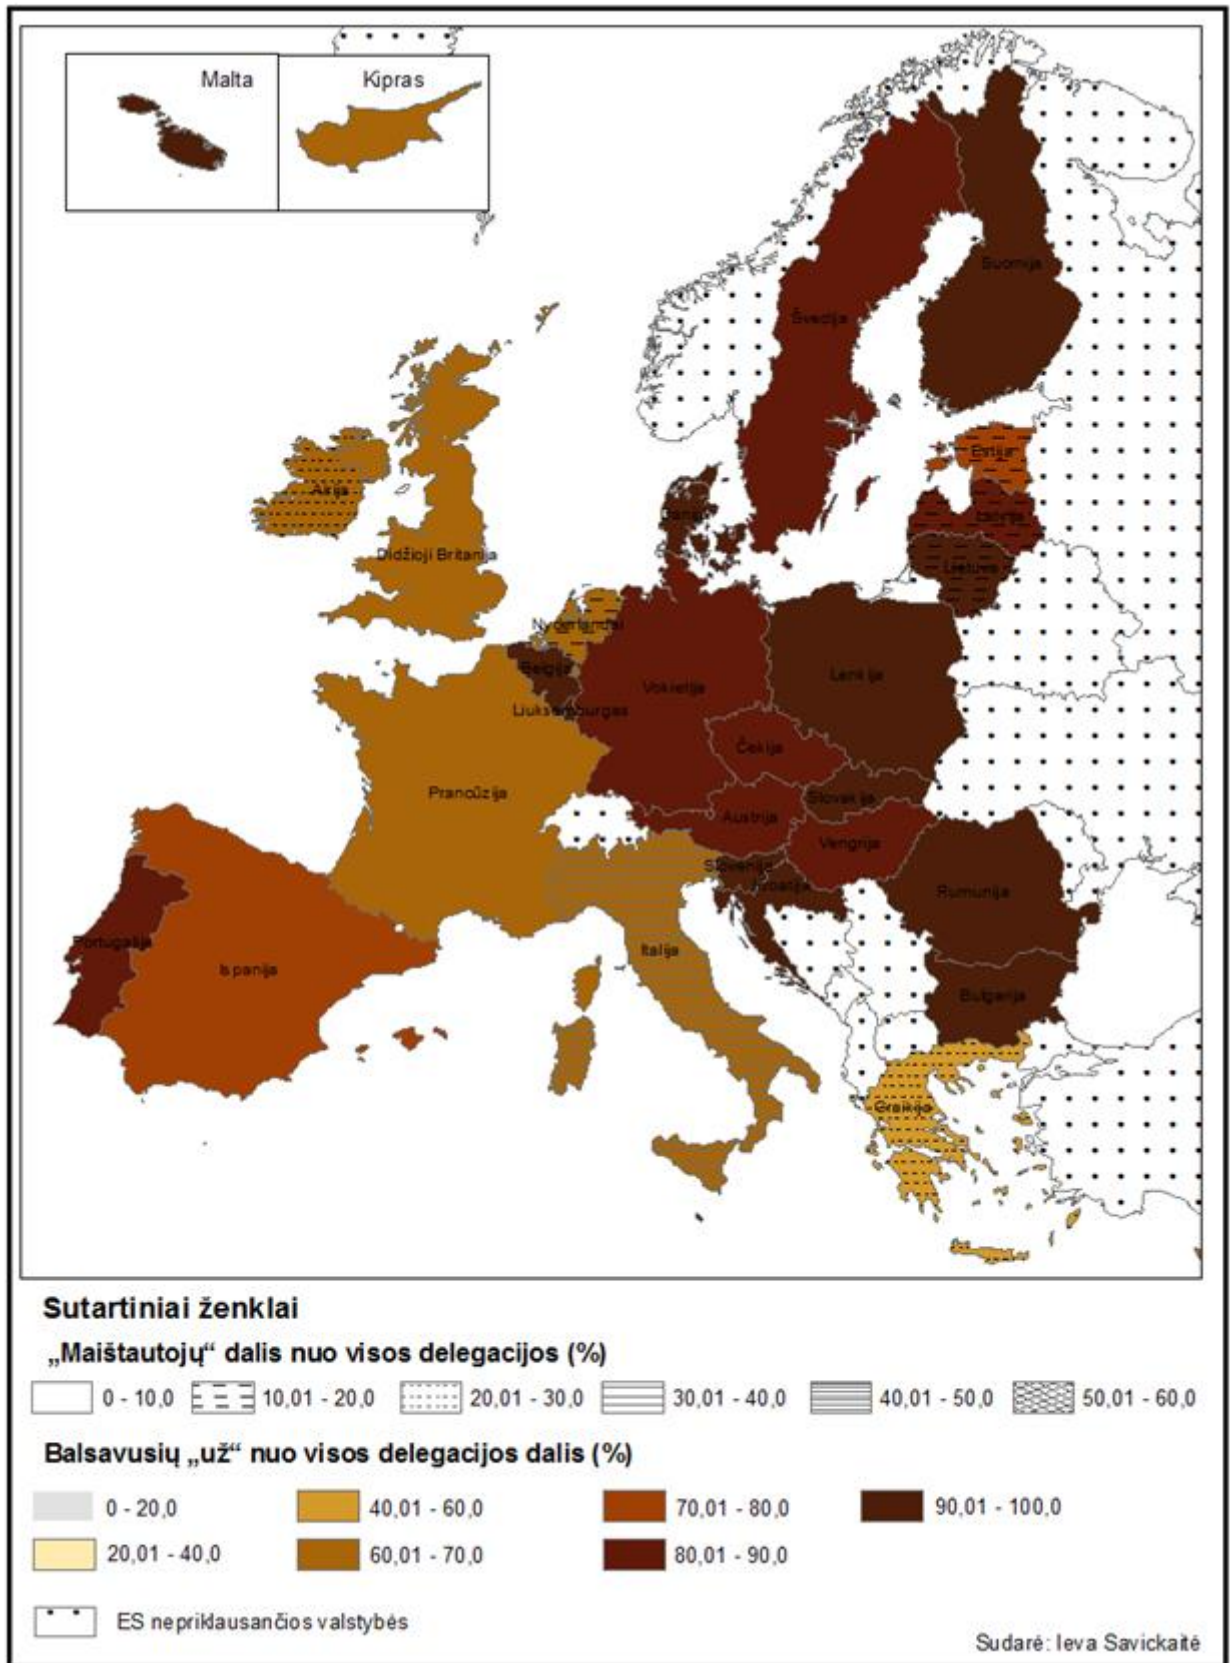 Malta
Kipras
Suomija
Švedija
Estija
Airija
Latvija
Danija
Didžioji Britanija
Lietuva
Nyderlandai
Belgija
Lenkija
Vokietija
Liuksemburgas
Čekija
Prancūzija
Slovakija
Austrija
Vengrija
Slovėnija
Kroatija
Rumunija
Portugalija
Italija
Ispanija
Bulgarija
Graikija
Sutartiniai ženklai
„Maištautojų“ dalis nuo visos delegacijos (%)
0 - 10,0 10,01 - 20,0 20,01 - 30,0 30,01 - 40,0 40,01 - 50,0 50,01 - 60,0
Balsavusių „už“ nuo visos delegacijos dalis (%)
0 - 20,0 40,01 - 60,0 70,01 - 80,0 90,01 - 100,0
20,01 - 40,0 60,01 - 70,0 80,01 - 90,0
ES nepriklausančios valstybės
Sudarė: Ieva Savickaitė